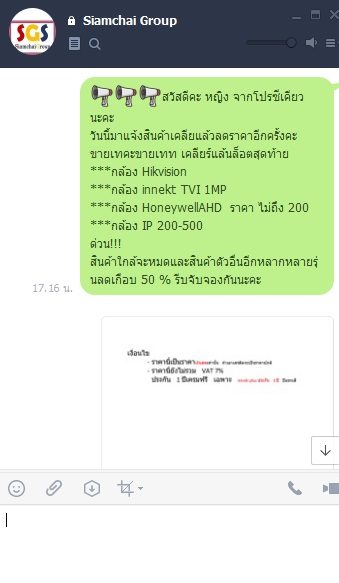 SGS
Siamchai Group
Siamchai Group
สวัสดีคะ หญิง จากโปรซีเคียว
นะคะ
วันนี้มาแจ้งสินค้าเคลียแล้วลดราคาอีกครั้งคะ
ขายเทคะขายเทท เคลียร์แล้นล็อตสุดท้าย
***กล้อง Hikvision
***กล้อง innekt TVI 1MP
***กล้อง HoneywellAHD ราคา ไม่ถึง 200
***กล้อง IP 200-500
ด่วน!!!
สินค้าใกล้จะหมดและสินค้าตัวอื่นอีกหลากหลายรุ่
นลดเกือบ 50 % รีบจับจองกันนะคะ
17.16 น.
เงื่อนไข
- ราคานี้เป็นราคา
- ราคานี้ยังไม่รวม VAT 7%
ประกัน 1 ปีเครมฟรี เฉพาะ